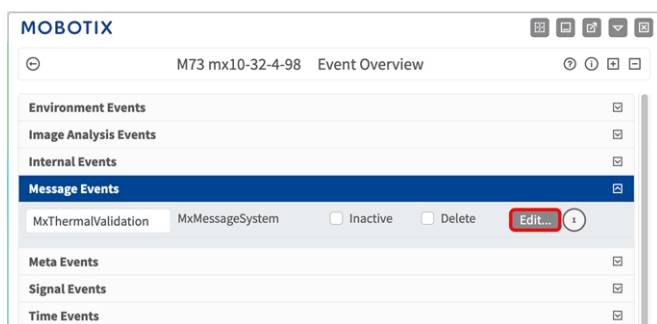 MOBOTIX
M73 mx10-32-4-98 Event Overview
Environment Events
Image Analysis Events
Internal Events
Message Events
MxThermalValidation MxMessageSystem Inactive Delete Edit... 1
Meta Events
Signal Events
Time Events